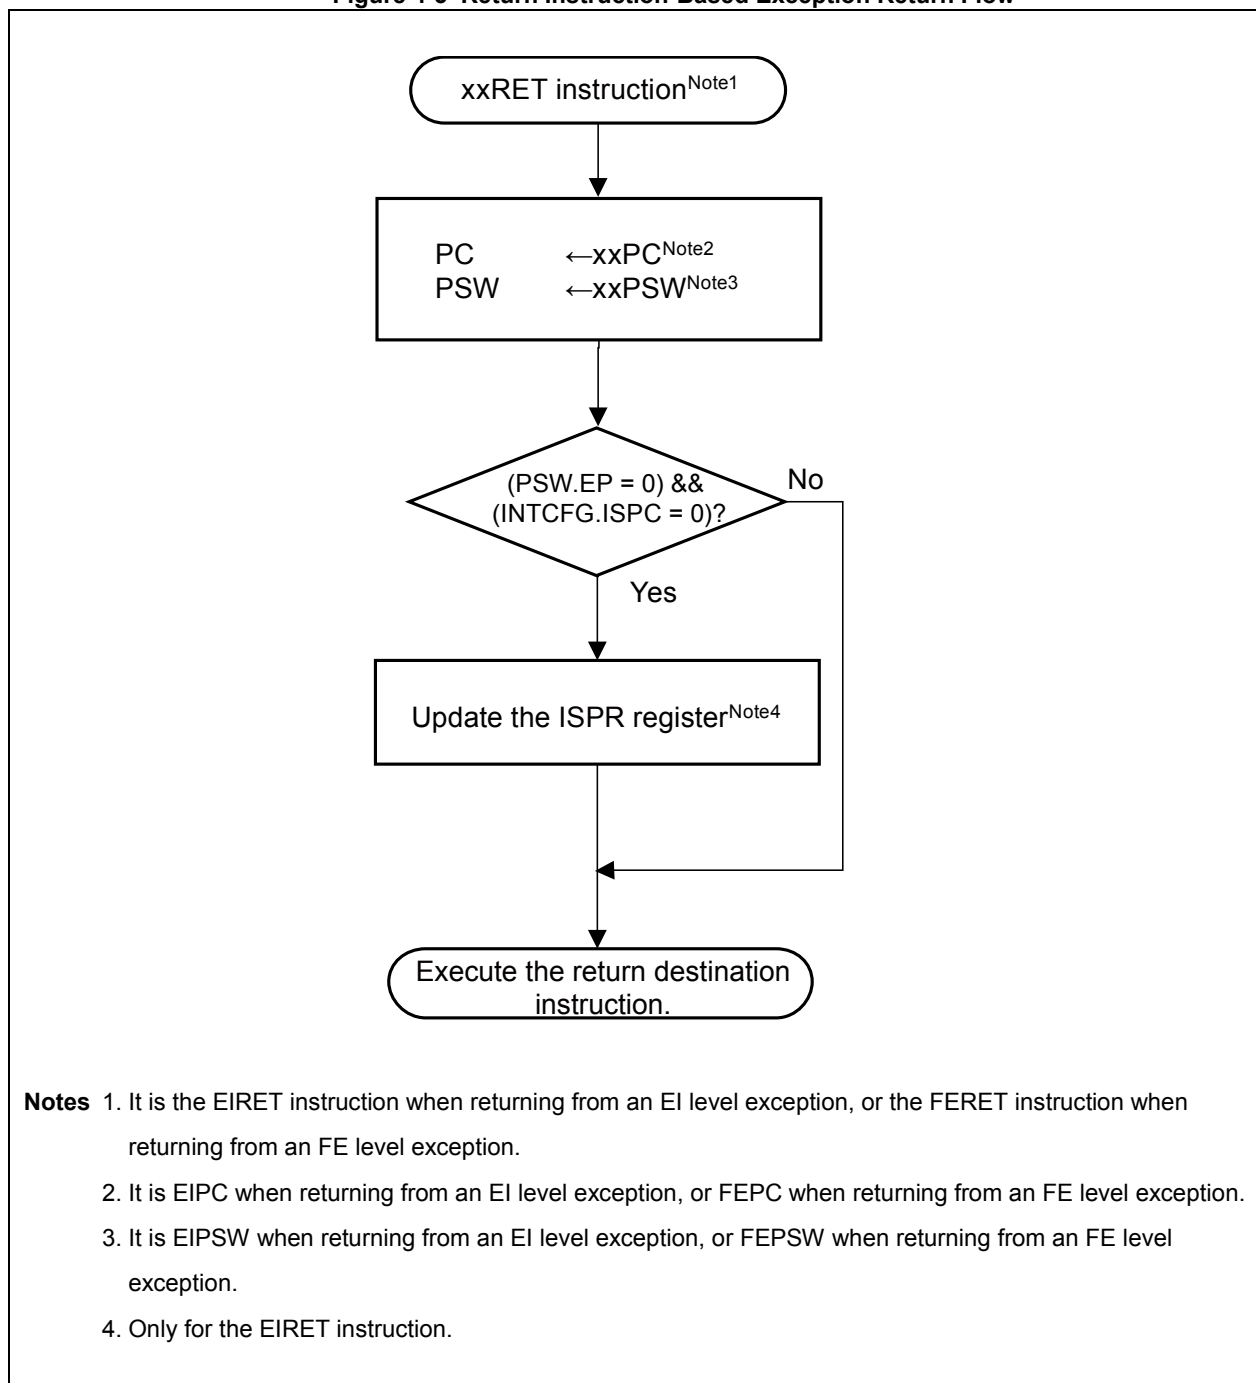 Figure 4-3 Return Instruction-Based Exception Return Flow
xxRET instructionNote1
PC ←xxPCNote2
PSW ←xxPSWNote3
(PSW.EP = 0) &&
(INTCFG.ISPC = 0)?
No
Yes
Update the ISPR registerNote4
Execute the return destination
instruction.
Notes 1. It is the EIRET instruction when returning from an EI level exception, or the FERET instruction when
returning from an FE level exception.
2. It is EIPC when returning from an EI level exception, or FEPC when returning from an FE level exception.
3. It is EIPSW when returning from an EI level exception, or FEPSW when returning from an FE level
exception.
4. Only for the EIRET instruction.